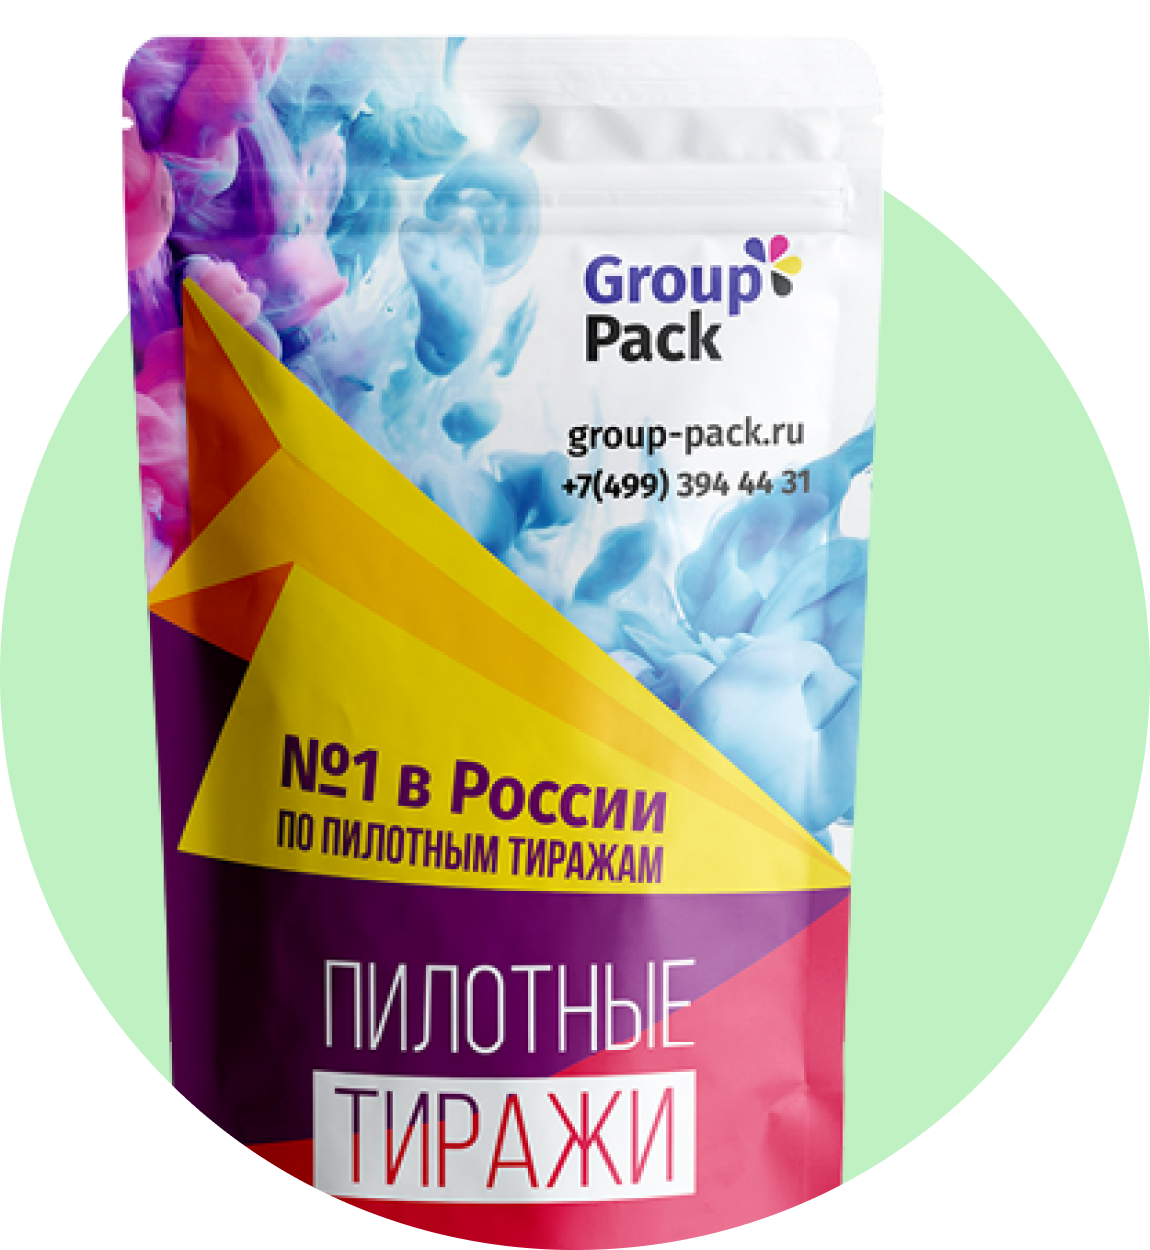 Group
Pack
group-pack.ru
+7(499) 394 44 31
№1 в России
ПО ПИЛОТНЫМ ТИРАЖАМ
ПИЛОТНЫЕ
ТИРАЖИ